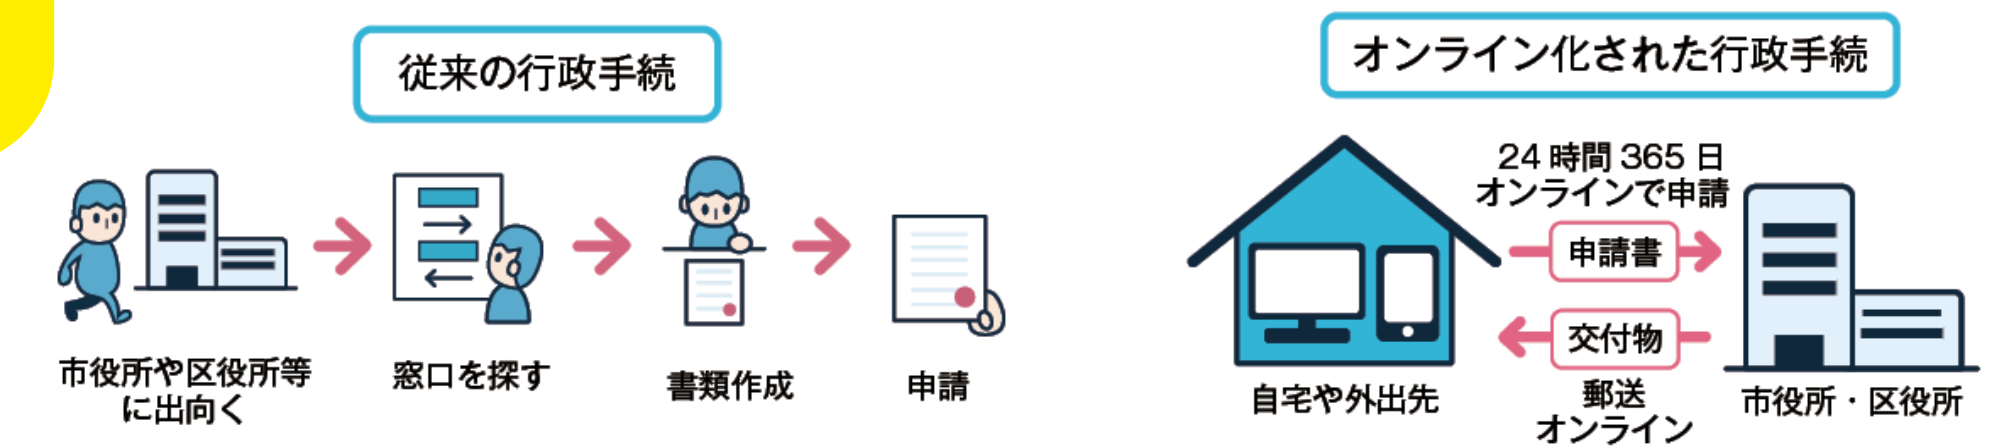 従来の行政手続
市役所や区役所等
に出向く
窓口を探す
書類作成
申請
オンライン化された行政手続
24 時間 365 日
オンラインで申請
申請書
交付物
郵送
オンライン
自宅や外出先
市役所・区役所